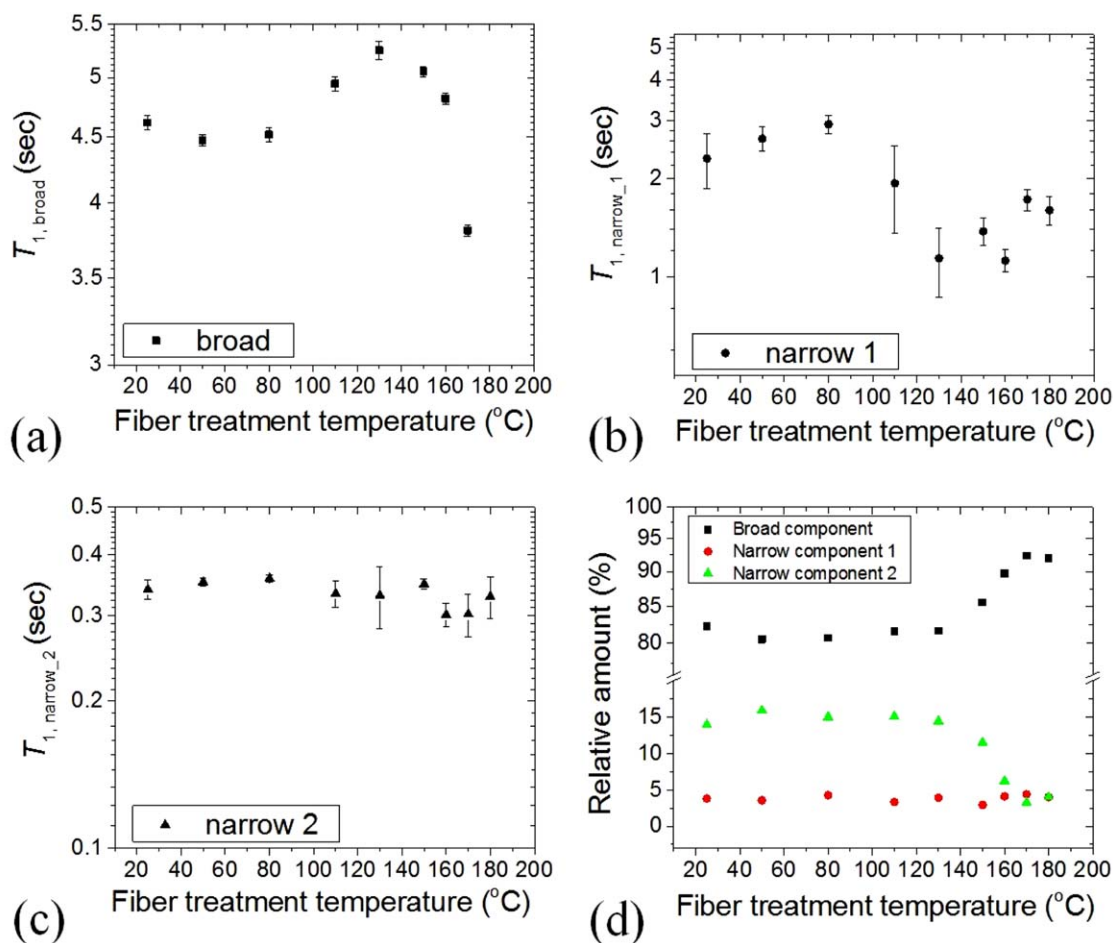 5.5
5
4.5
4
3.5
3
T1, broad (sec)
broad
20 40 60 80 100 120 140 160 180 200
Fiber treatment temperature (oC)
(a)
5
4
3
2
1
T1, narrow_1 (sec)
narrow 1
20 40 60 80 100 120 140 160 180 200
Fiber treatment temperature (oC)
(b)
0.5
0.4
0.3
0.2
0.1
T1, narrow_2 (sec)
narrow 2
20 40 60 80 100 120 140 160 180 200
Fiber treatment temperature (oC)
(c)
100
95
90
85
80
15
10
5
0
Relative amount (%)
Broad component
Narrow component 1
Narrow component 2
20 40 60 80 100 120 140 160 180 200
Fiber treatment temperature (oC)
(d)